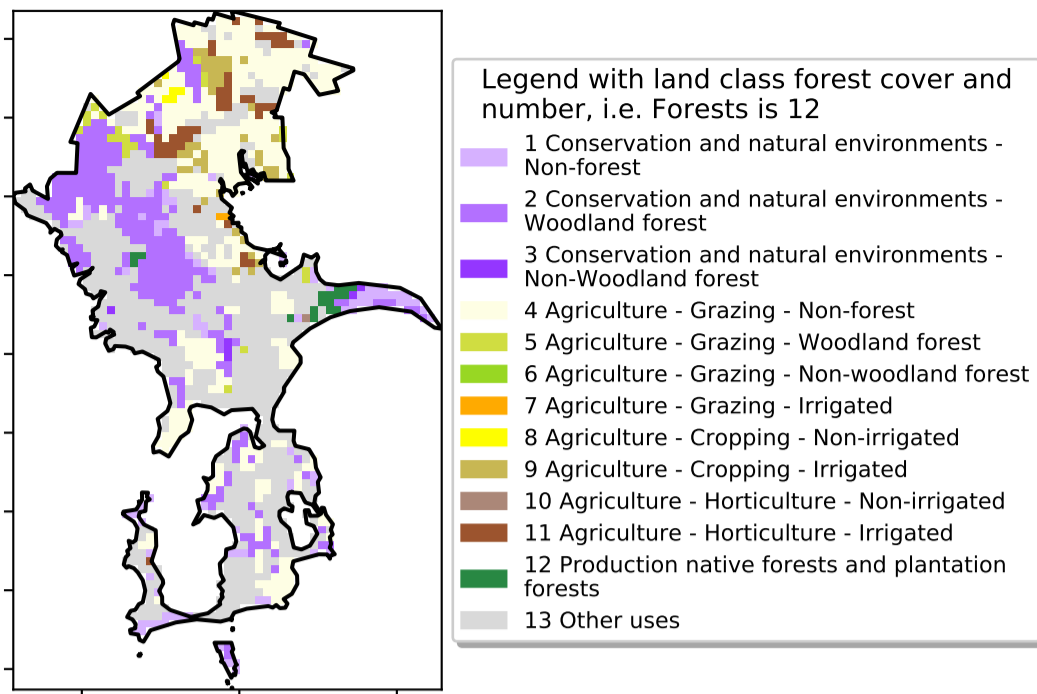 Legend with land class forest cover and
number, i.e. Forests is 12
1 Conservation and natural environments -
Non-forest
2 Conservation and natural environments -
Woodland forest
3 Conservation and natural environments -
Non-Woodland forest
4 Agriculture - Grazing - Non-forest
5 Agriculture - Grazing - Woodland forest
6 Agriculture - Grazing - Non-woodland forest
7 Agriculture - Grazing - Irrigated
8 Agriculture - Cropping - Non-irrigated
9 Agriculture - Cropping - Irrigated
10 Agriculture - Horticulture - Non-irrigated
11 Agriculture - Horticulture - Irrigated
12 Production native forests and plantation
forests
13 Other uses